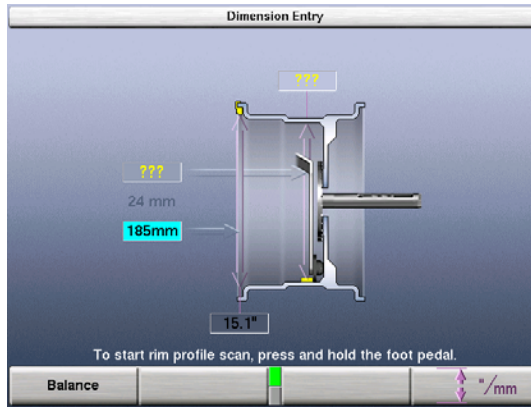 Dimension Entry
???
???
24 mm
185mm
15.1"
To start rim profile scan, press and hold the foot pedal.
Balance
"/mm